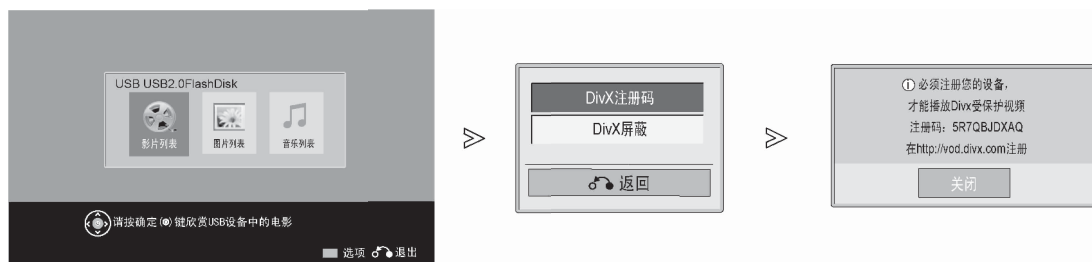 USB USB2.0FlashDisk
影片列表
图片列表
音乐列表
请按确定(◉)键欣赏USB设备中的电影
选项 退出
DivX注册码
DivX屏蔽
返回
必须注册您的设备,
才能播放Divx受保护视频
注册码: 5R7QBJDXAQ
在http://vod.divx.com注册
关闭